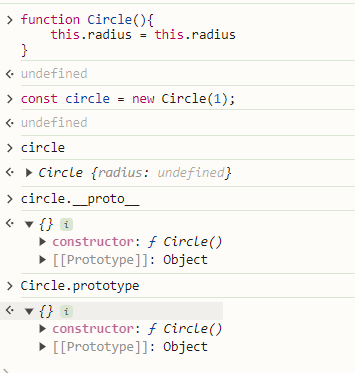 function Circle(){
    this.radius = this.radius
}
undefined
const circle = new Circle(1);
undefined
circle
Circle {radius: undefined}
circle.__proto__
{} i
constructor: ƒ Circle()
[[Prototype]]: Object
Circle.prototype
{} i
constructor: ƒ Circle()
[[Prototype]]: Object